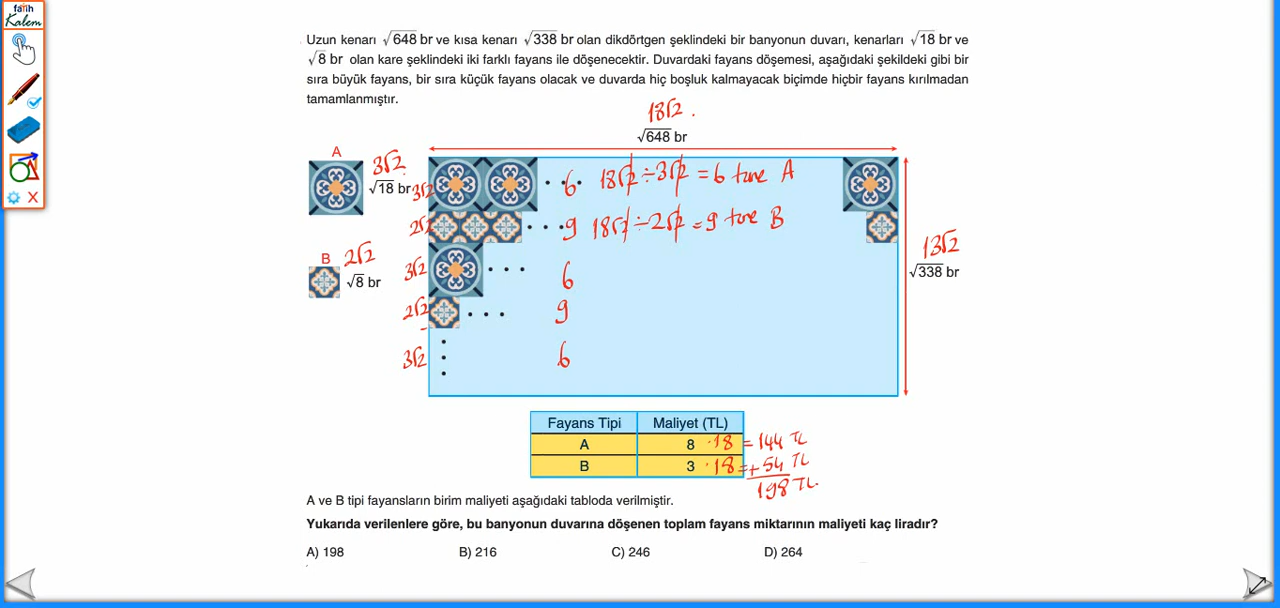 fatih
Kalem
Uzun kenarı √648 br ve kısa kenarı √338 br olan dikdörtgen şeklindeki bir banyonun duvarı, kenarları √18 br ve
√8 br olan kare şeklindeki iki farklı fayans ile döşenecektir. Duvardaki fayans döşemesi, aşağıdaki şekildeki gibi bir
sıra büyük fayans, bir sıra küçük fayans olacak ve duvarda hiç boşluk kalmayacak biçimde hiçbir fayans kırılmadan
tamamlanmıştır.
18√2 .
√648 br
A
3√2
√18 br
3√2
... 6 18√2 ÷ 3√2 = 6 tane A
2√2
... 9 18√2 ÷ 2√2 = 9 tane B
B 2√2
√8 br
3√2
... 6
13√2
√338 br
2√2
... 9
3√2
6
Fayans Tipi Maliyet (TL)
A 8 ·18 = 144 TL
B 3 ·18 = + 54 TL
198 TL.
A ve B tipi fayansların birim maliyeti aşağıdaki tabloda verilmiştir.
Yukarıda verilenlere göre, bu banyonun duvarına döşenen toplam fayans miktarının maliyeti kaç liradır?
A) 198 B) 216 C) 246 D) 264